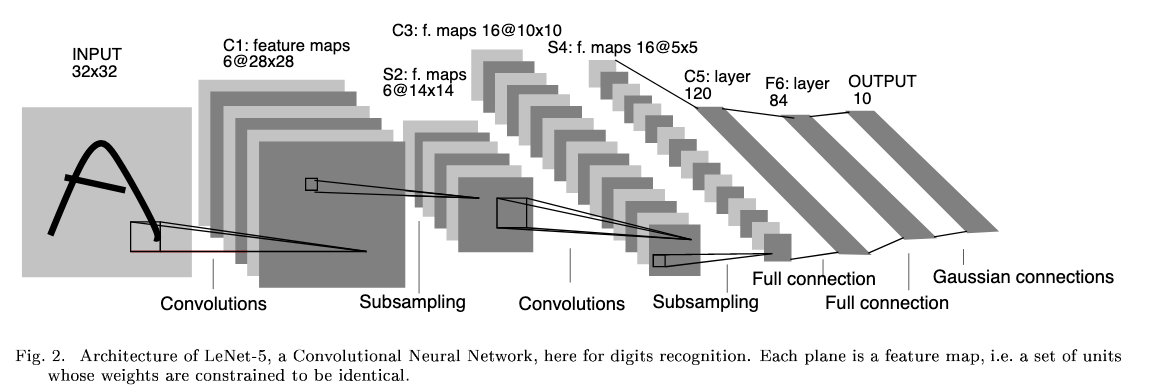 INPUT
32x32
C1: feature maps
6@28x28
S2: f. maps
6@14x14
C3: f. maps 16@10x10
S4: f. maps 16@5x5
C5: layer
120
F6: layer
84
OUTPUT
10
Convolutions
Subsampling
Convolutions
Subsampling
Full connection
Full connection
Gaussian connections
Fig. 2. Architecture of LeNet-5, a Convolutional Neural Network, here for digits recognition. Each plane is a feature map, i.e. a set of units
whose weights are constrained to be identical.